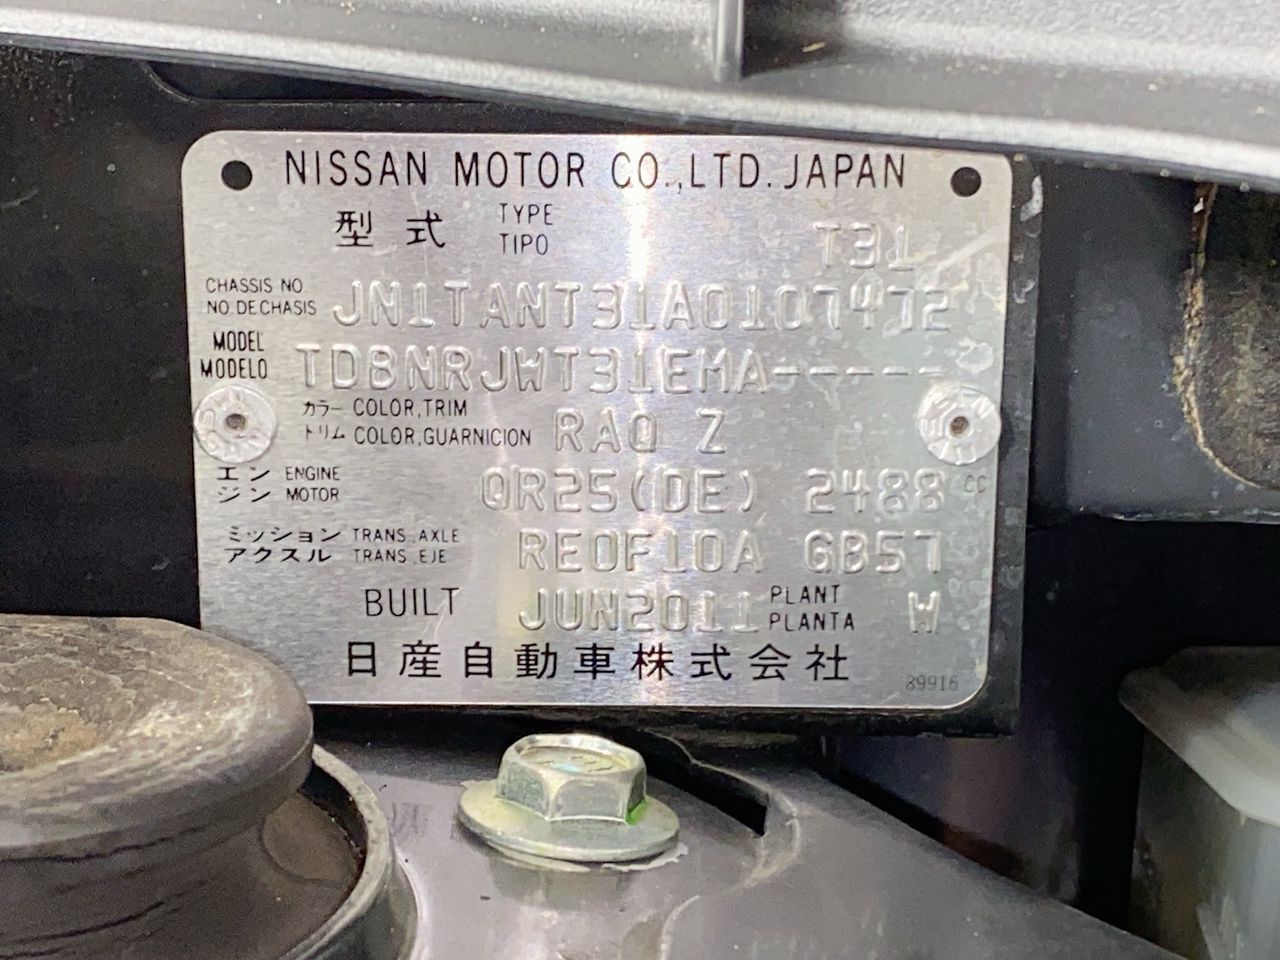 NISSAN MOTOR CO.,LTD. JAPAN
型式 TYPE T31
TIPO
CHASSIS NO. JN1TANT31A0107472
NO. DE CHASIS
MODEL TDBNRJWT31EMA-----
MODELO
カラー COLOR,TRIM RAQ Z
トリム COLOR,GUARNICION
エン ENGINE QR25(DE) 2488 CC
ジン MOTOR
ミッション TRANS.,AXLE RE0F10A GB57
アクスル TRANS.,EJE
BUILT JUN2011 PLANT W
PLANTA
日産自動車株式会社
89916